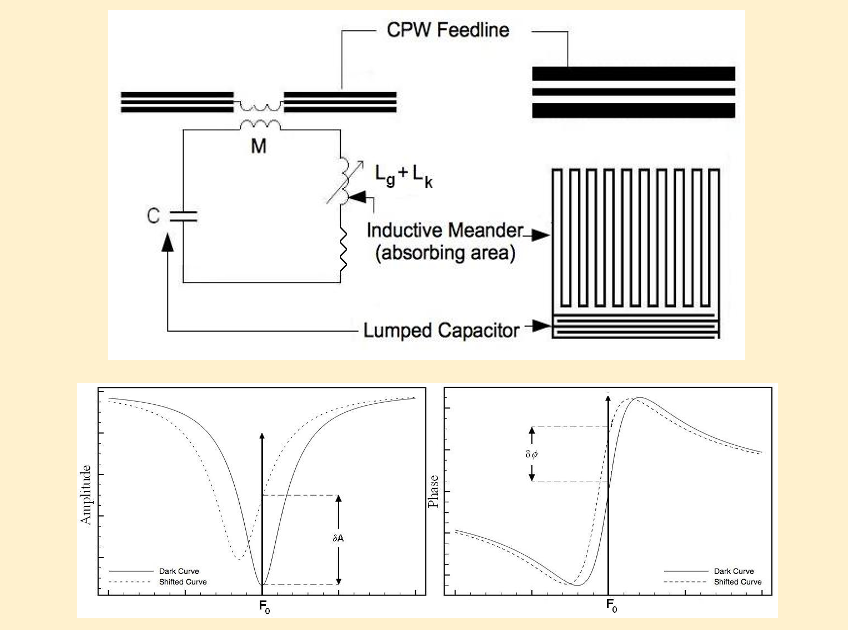 CPW Feedline
M
Lg + Lk
C
Inductive Meander
(absorbing area)
Lumped Capacitor
Amplitude
δA
Dark Curve
Shifted Curve
F0
Phase
δφ
Dark Curve
Shifted Curve
F0